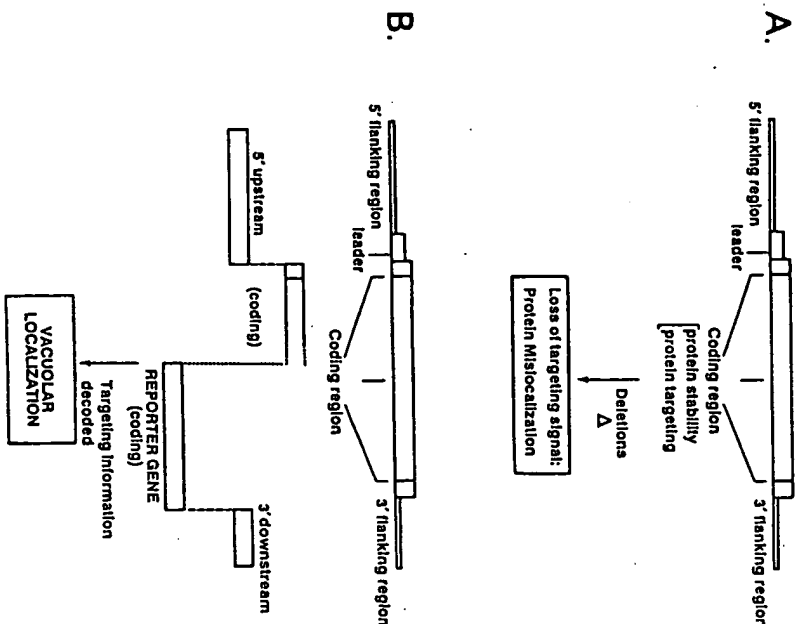 A.
5' flanking region
leader
Coding region
protein stability
protein targeting
3' flanking region
Deletions
Δ
Loss of targeting signal:
Protein Mislocalization
B.
5' flanking region
leader
Coding region
3' flanking region
5' upstream
(coding)
REPORTER GENE
(coding)
3' downstream
Targeting information
decoded
VACUOLAR
LOCALIZATION